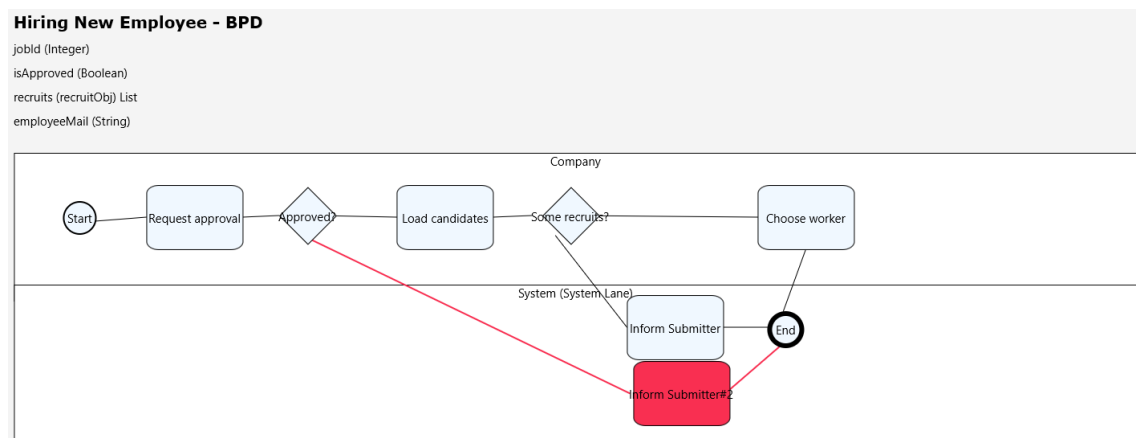 Hiring New Employee - BPD
jobId (Integer)
isApproved (Boolean)
recruits (recruitObj) List
employeeMail (String)
Company
Start
Request approval
Approved?
Load candidates
Some recruits?
Choose worker
System (System Lane)
Inform Submitter
End
Inform Submitter#2